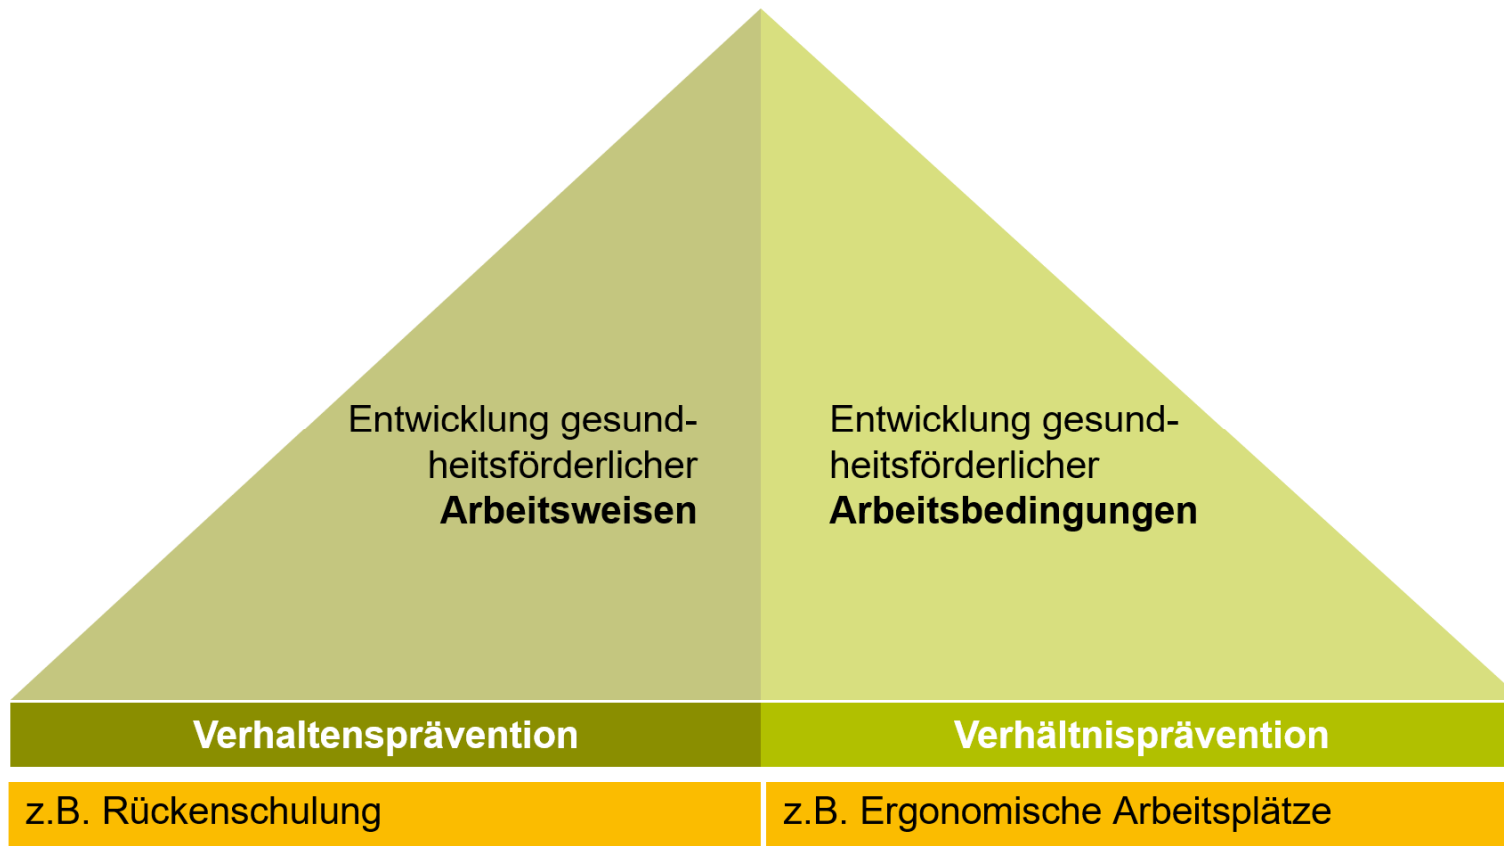 Entwicklung gesund-
heitsförderlicher
Arbeitsweisen
Entwicklung gesund-
heitsförderlicher
Arbeitsbedingungen
Verhaltensprävention
Verhältnisprävention
z.B. Rückenschulung
z.B. Ergonomische Arbeitsplätze